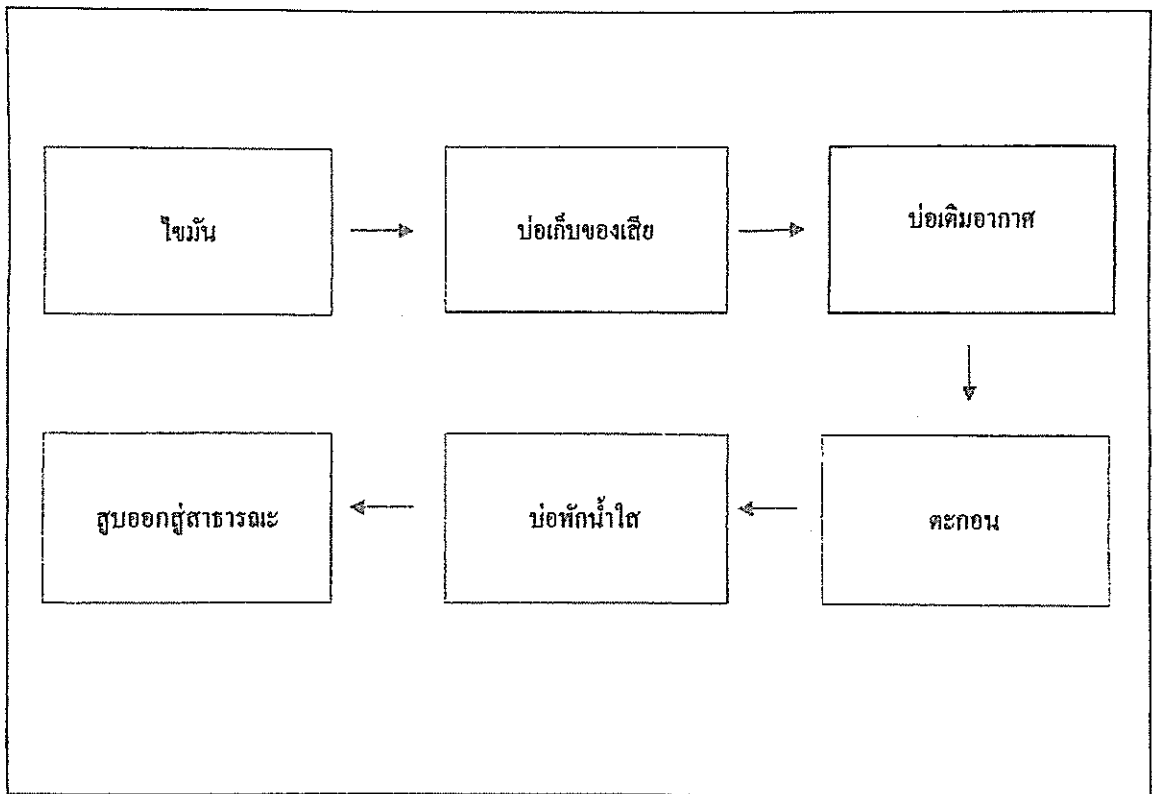 ไขมัน
บ่อเก็บของเสีย
บ่อเติมอากาศ
ตะกอน
บ่อพักน้ำใส
สูบออกสู่สาธารณะ